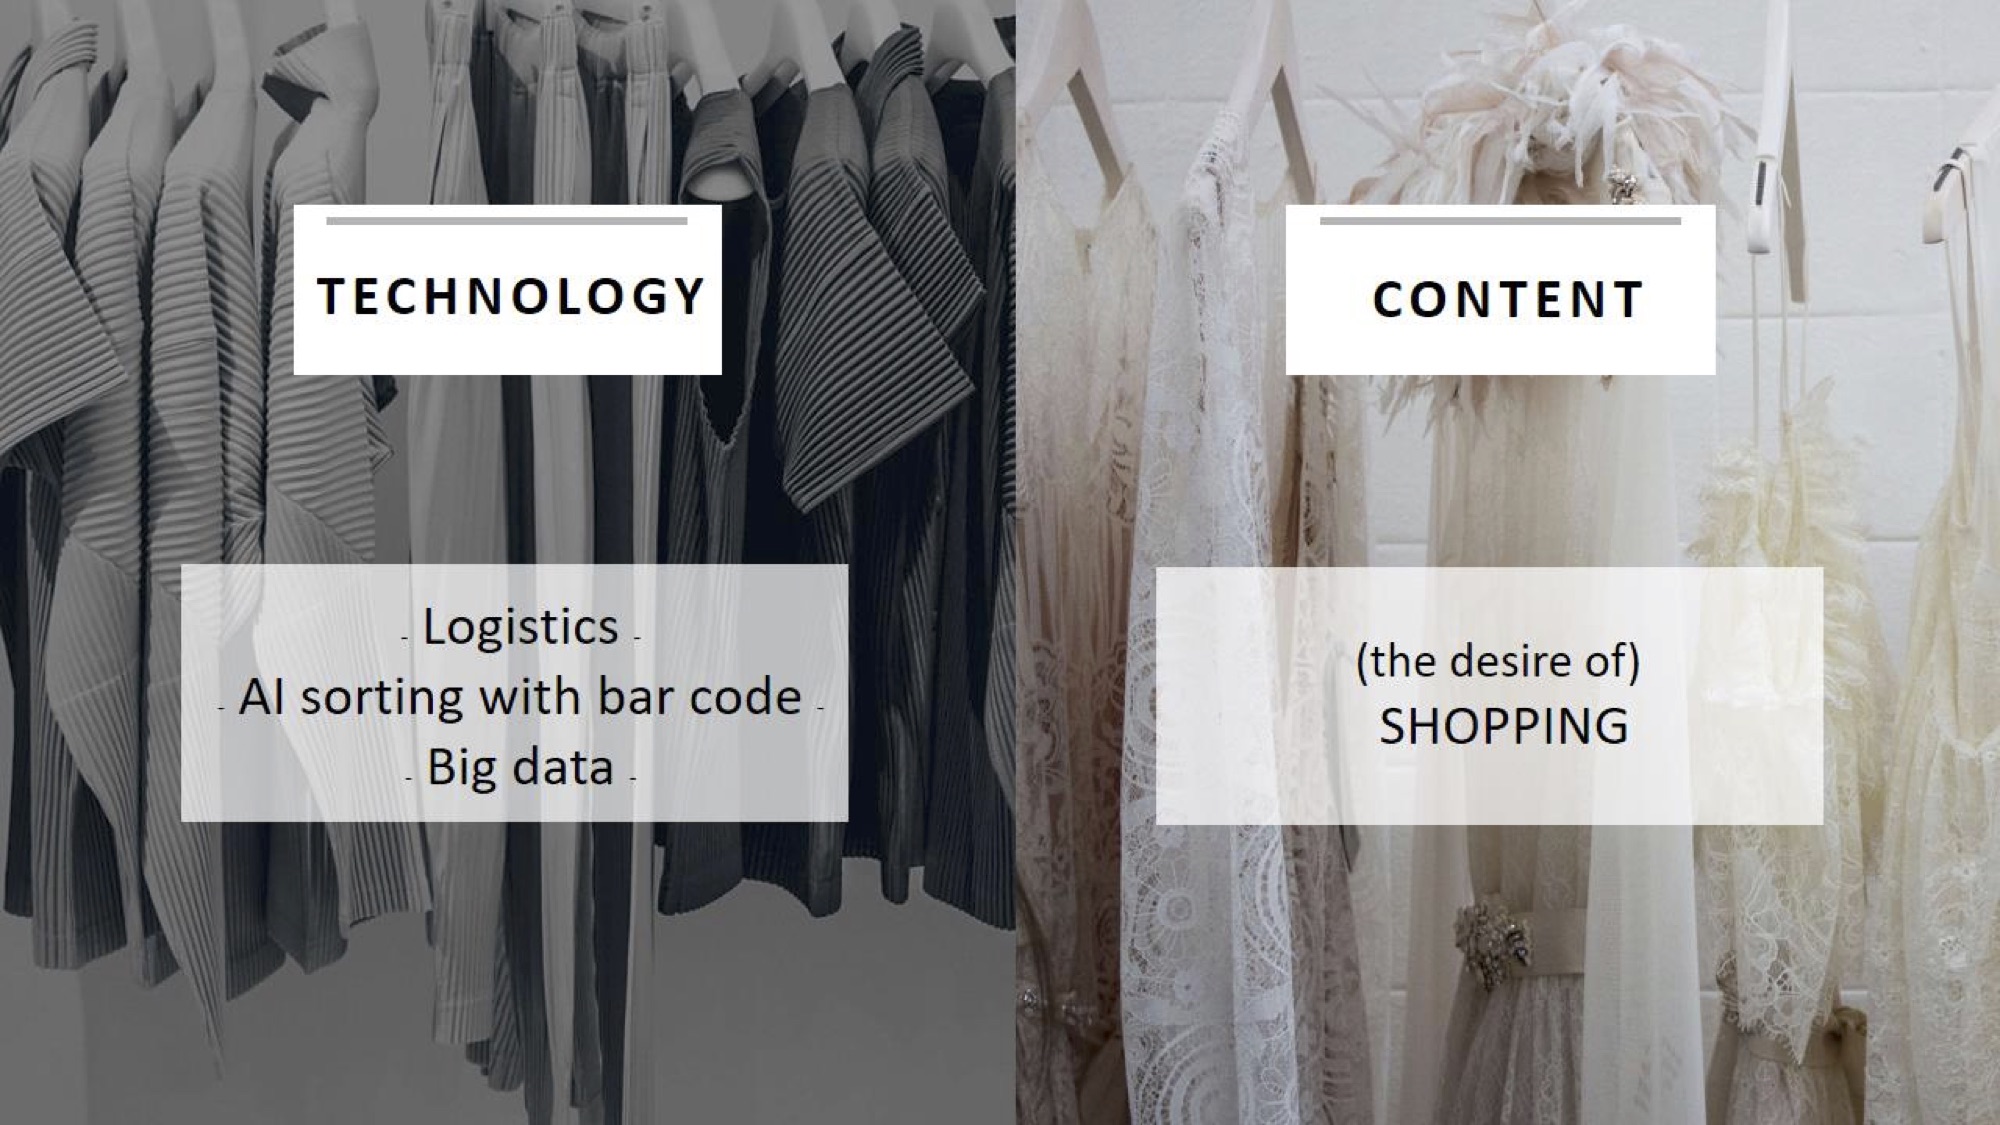 TECHNOLOGY
- Logistics -
- AI sorting with bar code -
- Big data -
CONTENT
(the desire of)
SHOPPING